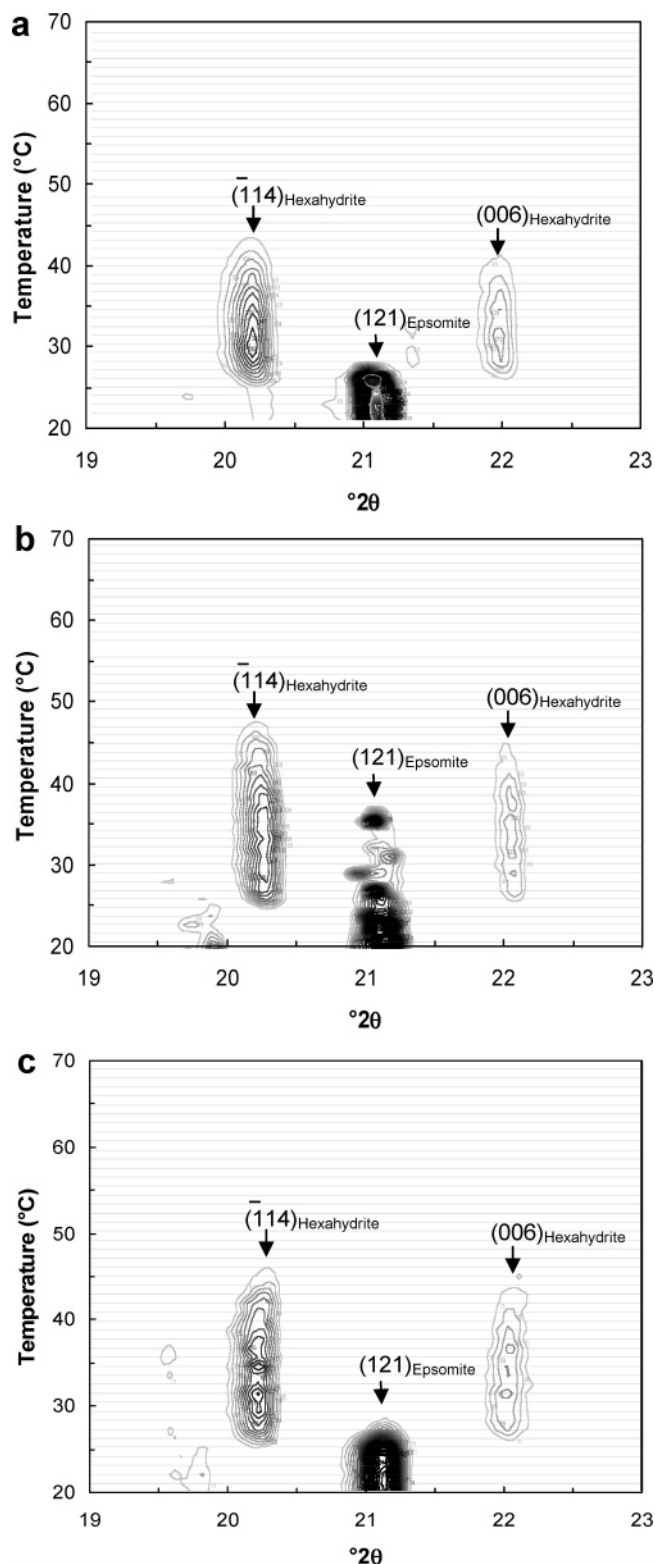 a
70
60
50
40
30
20
Temperature (°C)
(1̅14)Hexahydrite
(006)Hexahydrite
(121)Epsomite
19 20 21 22 23
°2θ
b
70
60
50
40
30
20
Temperature (°C)
(1̅14)Hexahydrite
(006)Hexahydrite
(121)Epsomite
19 20 21 22 23
°2θ
c
70
60
50
40
30
20
Temperature (°C)
(1̅14)Hexahydrite
(006)Hexahydrite
(121)Epsomite
19 20 21 22 23
°2θ